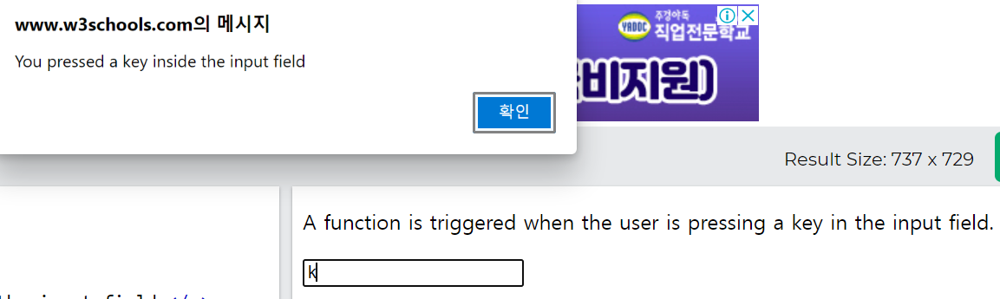 www.w3schools.com의 메시지
You pressed a key inside the input field
확인
YADOC
주경야독
직업전문학교
비지원)
Result Size: 737 x 729
A function is triggered when the user is pressing a key in the input field.
k